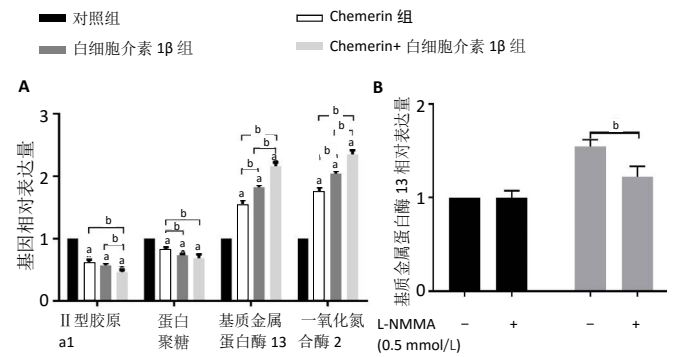 对照组
Chemerin 组
白细胞介素 1β 组
Chemerin+ 白细胞介素 1β 组
A
基因相对表达量
3
2
1
0
b
b
a
a
a
b
b
a
a
a
b
b
b
a
a
a
b
b
b
a
a
a
Ⅱ型胶原
a1
蛋白
聚糖
基质金属
蛋白酶 13
一氧化氮
合酶 2
B
基质金属蛋白酶 13 相对表达量
2
1
0
b
L-NMMA − + − +
(0.5 mmol/L)